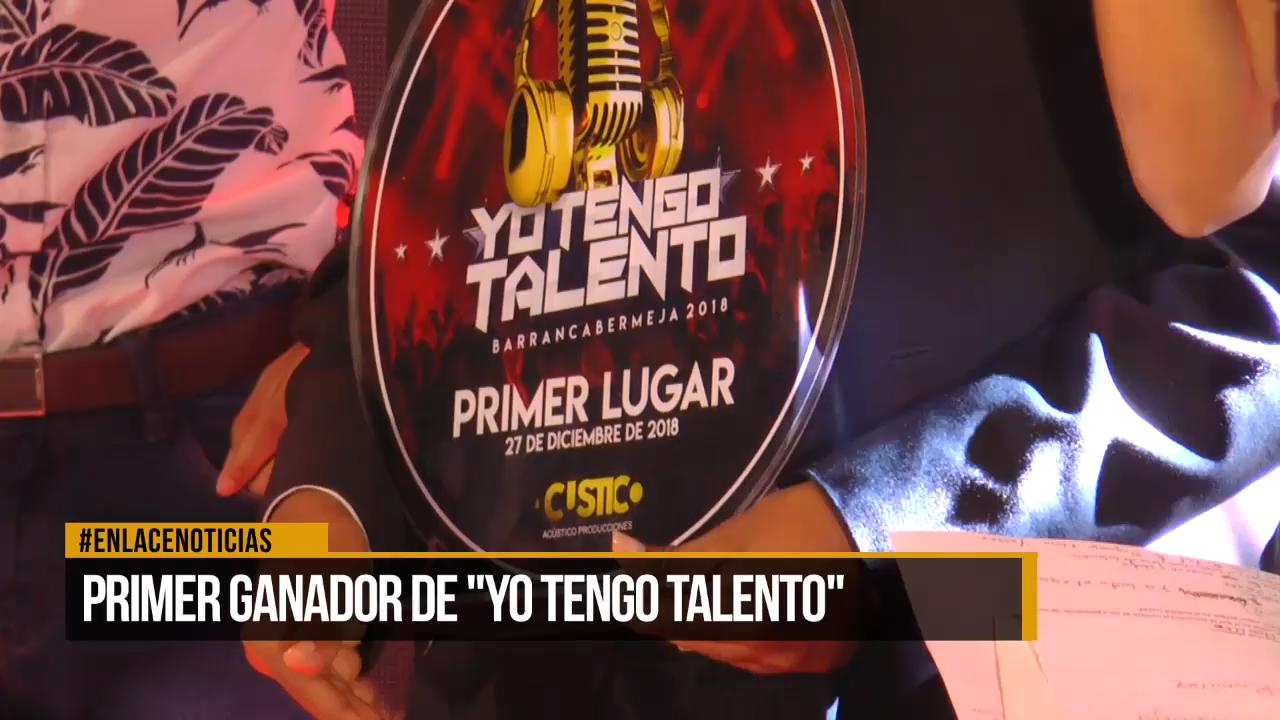 YO TENGO
TALENTO
BARRANCABERMEJA 2018
PRIMER LUGAR
27 DE DICIEMBRE DE 2018
ACÚSTICO PRODUCCIONES
#ENLACENOTICIAS
PRIMER GANADOR DE "YO TENGO TALENTO"